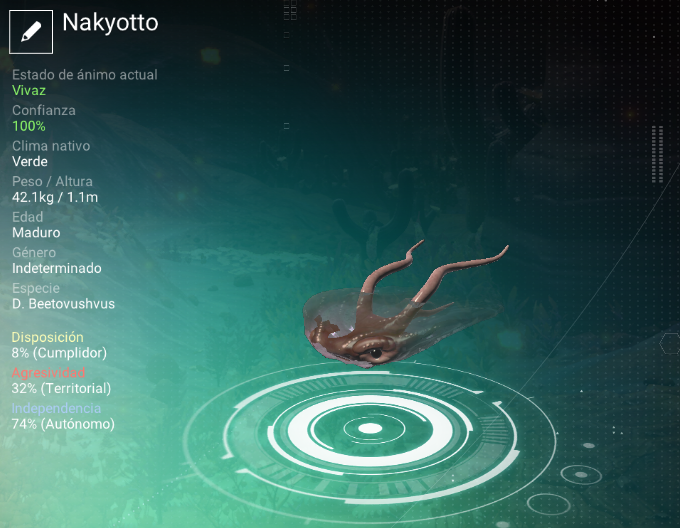 Nakyotto
Estado de ánimo actual
Vivaz
Confianza
100%
Clima nativo
Verde
Peso / Altura
42.1kg / 1.1m
Edad
Maduro
Género
Indeterminado
Especie
D. Beetovushvus
Disposición
8% (Cumplidor)
Agresividad
32% (Territorial)
Independencia
74% (Autónomo)